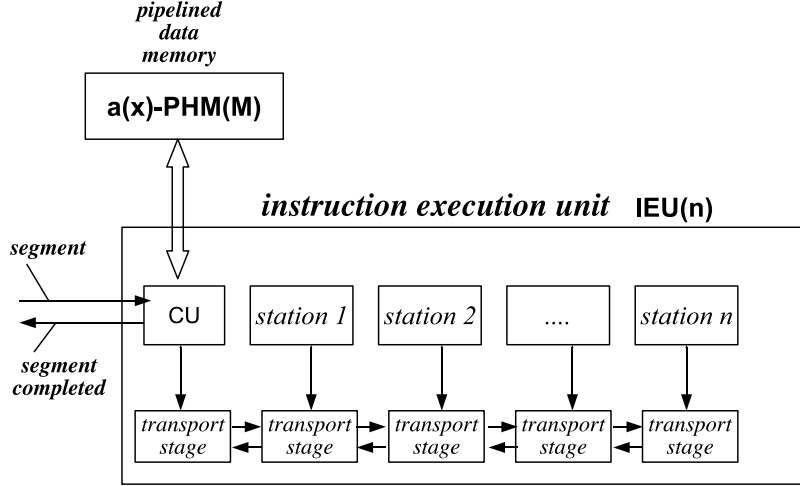 pipelined
data
memory
a(x)-PHM(M)
instruction execution unit IEU(n)
segment
CU
station 1
station 2
....
station n
segment
completed
transport
stage
transport
stage
transport
stage
transport
stage
transport
stage